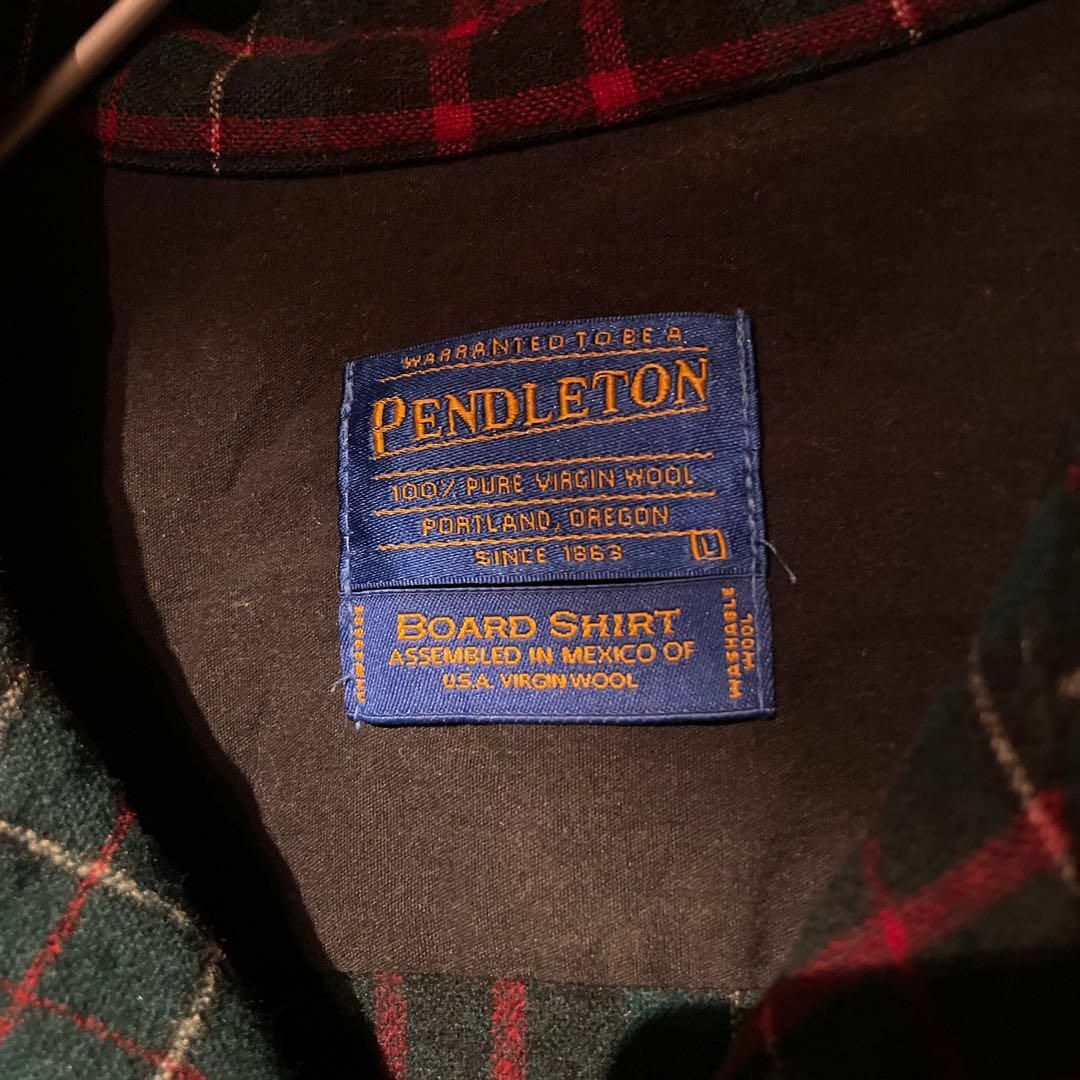 WARRANTED TO BE A
PENDLETON
100% PURE VIRGIN WOOL
PORTLAND, OREGON
SINCE 1863
L
BOARD SHIRT
ASSEMBLED IN MEXICO OF
U.S.A. VIRGIN WOOL
WASHABLE
WOOL